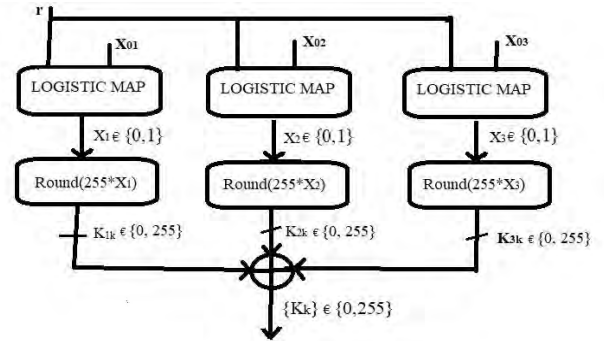 r
X01 X02 X03
LOGISTIC MAP LOGISTIC MAP LOGISTIC MAP
X1 ϵ {0,1} X2 ϵ {0,1} X3 ϵ {0,1}
Round(255*X1) Round(255*X2) Round(255*X3)
K1k ϵ {0, 255} K2k ϵ {0, 255} K3k ϵ {0, 255}
{Kk} ϵ {0,255}